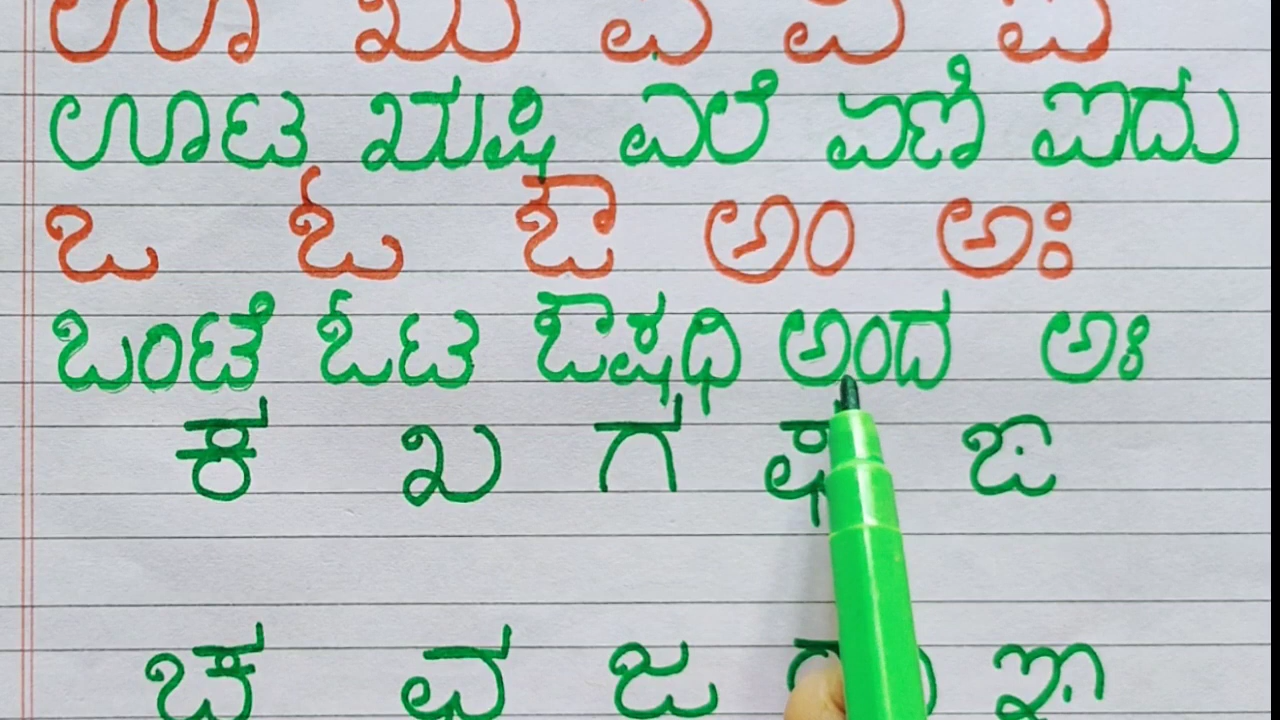 ಊ ಋ ಎ ಏ ಐ
ಊಟ ಋಷಿ ಎಲೆ ಏಣಿ ಐದು
ಒ ಓ ಔ ಅಂ ಅಃ
ಒಂಟೆ ಓಟ ಔಷಧಿ ಅಂದ ಅಃ
ಕ ಖ ಗ ಘ ಙ
ಚ ಛ ಜ ಞ